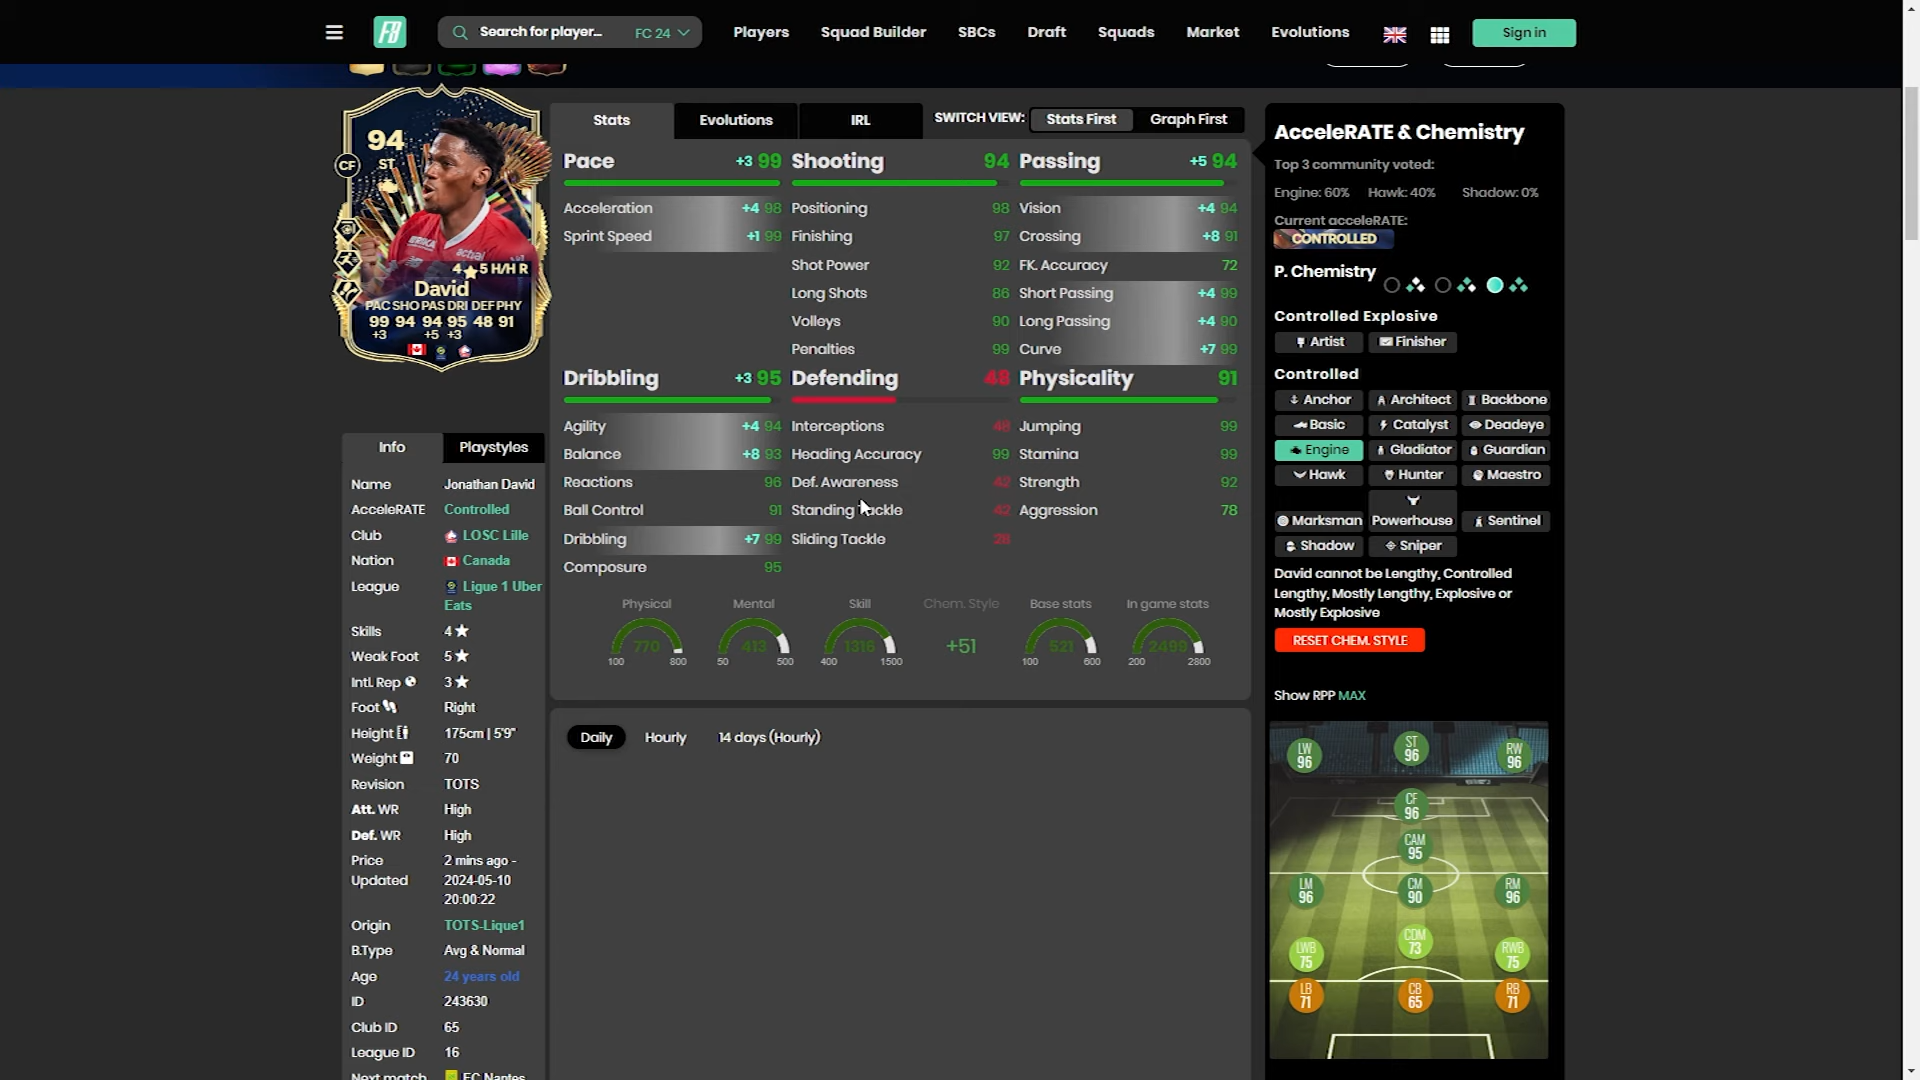 FB
Search for player...
FC 24
Players
Squad Builder
SBCs
Draft
Squads
Market
Evolutions
Sign in
94
ST
CF
4★ 5 H/H R
David
PAC SHO PAS DRI DEF PHY
99 94 94 95 48 91
+3 +5 +3
Stats
Evolutions
IRL
SWITCH VIEW:
Stats First
Graph First
Pace +3 99
Acceleration +4 98
Sprint Speed +1 99
Shooting 94
Positioning 98
Finishing 97
Shot Power 92
Long Shots 86
Volleys 90
Penalties 99
Passing +5 94
Vision +4 94
Crossing +8 91
FK. Accuracy 72
Short Passing +4 99
Long Passing +4 90
Curve +7 99
Dribbling +3 95
Agility +4 94
Balance +8 93
Reactions 96
Ball Control 91
Dribbling +7 99
Composure 95
Defending 48
Interceptions 48
Heading Accuracy 99
Def. Awareness 42
Standing Tackle 42
Sliding Tackle 28
Physicality 91
Jumping 99
Stamina 99
Strength 92
Aggression 78
Physical
770
100 800
Mental
413
50 500
Skill
1316
400 1500
Chem. Style
+51
Base stats
521
100 600
In game stats
2499
200 2800
Daily
Hourly
14 days (Hourly)
Info
Playstyles
Name Jonathan David
AcceleRATE Controlled
Club LOSC Lille
Nation Canada
League Ligue 1 Uber
Eats
Skills 4★
Weak Foot 5★
Intl. Rep 3★
Foot Right
Height 175cm | 5'9"
Weight 70
Revision TOTS
Att. WR High
Def. WR High
Price 2 mins ago -
Updated 2024-05-10
20:00:22
Origin TOTS-Lique1
B.Type Avg & Normal
Age 24 years old
ID 243630
Club ID 65
League ID 16
Next match FC Nantes
AcceleRATE & Chemistry
Top 3 community voted:
Engine: 60% Hawk: 40% Shadow: 0%
Current acceleRATE:
CONTROLLED
P. Chemistry
Controlled Explosive
Artist Finisher
Controlled
Anchor Architect Backbone
Basic Catalyst Deadeye
Engine Gladiator Guardian
Hawk Hunter Maestro
Marksman Powerhouse Sentinel
Shadow Sniper
David cannot be Lengthy, Controlled
Lengthy, Mostly Lengthy, Explosive or
Mostly Explosive
RESET CHEM. STYLE
Show RPP MAX
LW ST RW
96 96 96
CF
96
CAM
95
LM CM RM
96 90 96
LWB CDM RWB
75 73 75
LB CB RB
71 65 71